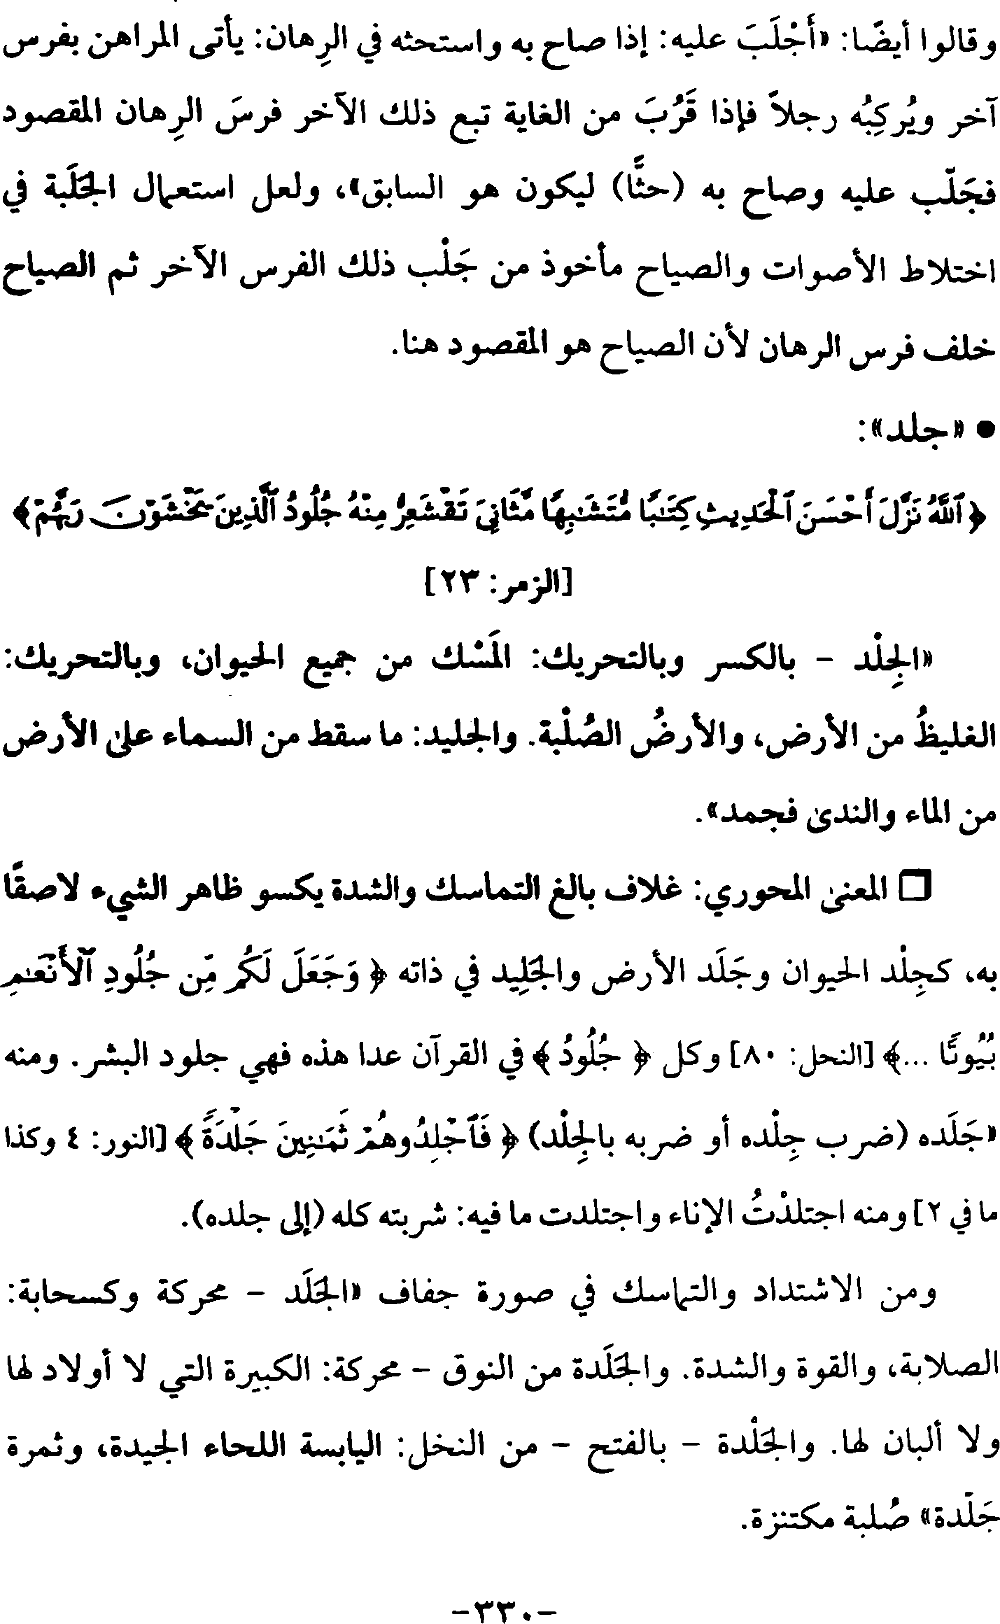 وقالوا أيضًا: «أَجْلَبَ عليه: إذا صاح به واستحثه في الرِهان: يأتى المراهن بفرس
آخر ويُركِبُه رجلاً فإذا قَرُبَ من الغاية تبع ذلك الآخر فرسَ الرِهان المقصود
فجَلّب عليه وصاح به (حثًّا) ليكون هو السابق»، ولعل استعمال الجَلَبة في
اختلاط الأصوات والصياح مأخوذ من جَلْب ذلك الفرس الآخر ثم الصياح
خلف فرس الرهان لأن الصياح هو المقصود هنا.
● «جلد»:
﴿ ٱللَّهُ نَزَّلَ أَحْسَنَ ٱلْحَدِيثِ كِتَٰبًا مُّتَشَٰبِهًا مَّثَانِىَ تَقْشَعِرُّ مِنْهُ جُلُودُ ٱلَّذِينَ يَخْشَوْنَ رَبَّهُمْ﴾
[الزمر: ٢٣]
«الجِلْد - بالكسر وبالتحريك: المَسْك من جميع الحيوان، وبالتحريك:
الغليظُ من الأرض، والأرضُ الصُلْبة. والجليد: ما سقط من السماء على الأرض
من الماء والندى فجمد».
□ المعنى المحوري: غلاف بالغ التماسك والشدة يكسو ظاهر الشيء لاصقًا
به، كجِلْد الحيوان وجَلَد الأرض والجَلِيد في ذاته ﴿ وَجَعَلَ لَكُم مِّن جُلُودِ ٱلْأَنْعَٰمِ
بُيُوتًا ...﴾ [النحل: ٨٠] وكل ﴿ جُلُودُ ﴾ في القرآن عدا هذه فهي جلود البشر. ومنه
«جَلَده (ضرب جِلْده أو ضربه بالجِلْد) ﴿ فَٱجْلِدُوهُمْ ثَمَٰنِينَ جَلْدَةً ﴾ [النور: ٤ وكذا
ما في ٢] ومنه اجتلدْتُ الإناء واجتلدت ما فيه: شربته كله (إلى جلده).
ومن الاشتداد والتماسك في صورة جفاف «الجَلَد - محركة وكسحابة:
الصلابة، والقوة والشدة. والجَلَدة من النوق - محركة: الكبيرة التي لا أولاد لها
ولا ألبان لها. والجَلْدة - بالفتح - من النخل: اليابسة اللحاء الجيدة، وثمرة
جَلْدة» صُلبة مكتنزة.
-٣٣٠-